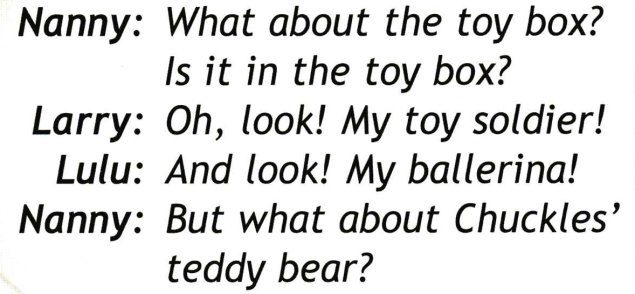 Nanny: What about the toy box?
Is it in the toy box?
Larry: Oh, look! My toy soldier!
Lulu: And look! My ballerina!
Nanny: But what about Chuckles’
teddy bear?